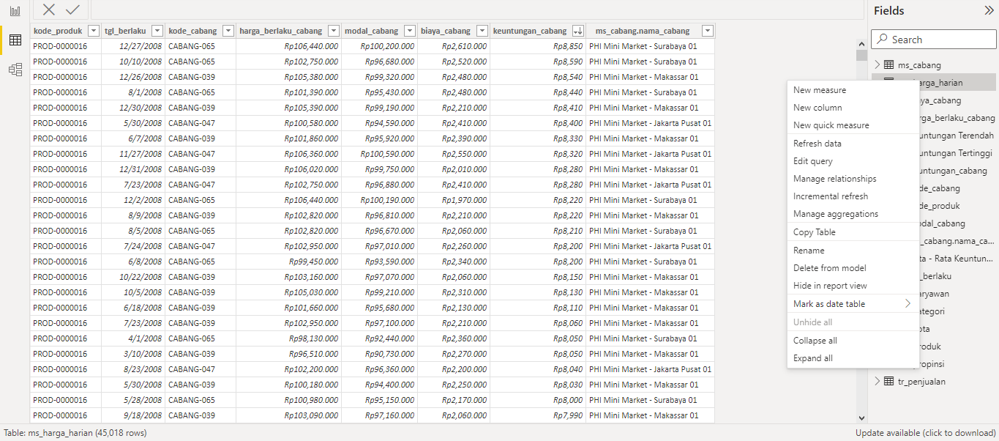 Fields
Search
kode_produk tgl_berlaku kode_cabang harga_berlaku_cabang modal_cabang biaya_cabang keuntungan_cabang ms_cabang.nama_cabang
PROD-0000016 12/27/2008 CABANG-065 Rp106,440.000 Rp100,200.000 Rp2,610.000 Rp8,850 PHI Mini Market - Surabaya 01
PROD-0000016 10/10/2008 CABANG-065 Rp102,750.000 Rp96,680.000 Rp2,520.000 Rp8,590 PHI Mini Market - Surabaya 01
PROD-0000016 12/26/2008 CABANG-039 Rp105,380.000 Rp99,320.000 Rp2,480.000 Rp8,540 PHI Mini Market - Makassar 01
PROD-0000016 8/1/2008 CABANG-065 Rp101,390.000 Rp95,430.000 Rp2,480.000 Rp8,440 PHI Mini Market - Surabaya 01
PROD-0000016 12/30/2008 CABANG-039 Rp105,390.000 Rp99,190.000 Rp2,210.000 Rp8,410 PHI Mini Market - Makassar 01
PROD-0000016 5/30/2008 CABANG-047 Rp100,580.000 Rp94,590.000 Rp2,410.000 Rp8,400 PHI Mini Market - Jakarta Pusat 01
PROD-0000016 6/7/2008 CABANG-039 Rp101,860.000 Rp95,920.000 Rp2,390.000 Rp8,330 PHI Mini Market - Makassar 01
PROD-0000016 11/27/2008 CABANG-047 Rp106,360.000 Rp100,590.000 Rp2,550.000 Rp8,320 PHI Mini Market - Jakarta Pusat 01
PROD-0000016 12/31/2008 CABANG-039 Rp106,020.000 Rp99,750.000 Rp2,010.000 Rp8,280 PHI Mini Market - Makassar 01
PROD-0000016 7/23/2008 CABANG-047 Rp102,750.000 Rp96,880.000 Rp2,410.000 Rp8,280 PHI Mini Market - Jakarta Pusat 01
PROD-0000016 12/2/2008 CABANG-065 Rp106,440.000 Rp100,190.000 Rp1,970.000 Rp8,220 PHI Mini Market - Surabaya 01
PROD-0000016 8/9/2008 CABANG-039 Rp102,820.000 Rp96,810.000 Rp2,210.000 Rp8,220 PHI Mini Market - Makassar 01
PROD-0000016 8/5/2008 CABANG-065 Rp102,820.000 Rp96,670.000 Rp2,060.000 Rp8,210 PHI Mini Market - Surabaya 01
PROD-0000016 7/24/2008 CABANG-047 Rp102,950.000 Rp97,010.000 Rp2,260.000 Rp8,200 PHI Mini Market - Jakarta Pusat 01
PROD-0000016 6/8/2008 CABANG-065 Rp99,450.000 Rp93,590.000 Rp2,340.000 Rp8,200 PHI Mini Market - Surabaya 01
PROD-0000016 10/22/2008 CABANG-039 Rp103,160.000 Rp97,070.000 Rp2,060.000 Rp8,150 PHI Mini Market - Makassar 01
PROD-0000016 10/5/2008 CABANG-039 Rp105,030.000 Rp99,210.000 Rp2,310.000 Rp8,130 PHI Mini Market - Makassar 01
PROD-0000016 6/18/2008 CABANG-039 Rp101,660.000 Rp95,680.000 Rp2,130.000 Rp8,110 PHI Mini Market - Makassar 01
PROD-0000016 7/23/2008 CABANG-039 Rp102,950.000 Rp97,100.000 Rp2,210.000 Rp8,060 PHI Mini Market - Makassar 01
PROD-0000016 4/1/2008 CABANG-065 Rp98,130.000 Rp92,440.000 Rp2,360.000 Rp8,050 PHI Mini Market - Surabaya 01
PROD-0000016 3/10/2008 CABANG-039 Rp96,510.000 Rp90,730.000 Rp2,270.000 Rp8,050 PHI Mini Market - Makassar 01
PROD-0000016 8/23/2008 CABANG-047 Rp102,200.000 Rp96,360.000 Rp2,200.000 Rp8,040 PHI Mini Market - Jakarta Pusat 01
PROD-0000016 5/30/2008 CABANG-039 Rp100,180.000 Rp94,400.000 Rp2,250.000 Rp8,030 PHI Mini Market - Makassar 01
PROD-0000016 5/28/2008 CABANG-065 Rp100,980.000 Rp95,150.000 Rp2,170.000 Rp8,000 PHI Mini Market - Surabaya 01
PROD-0000016 9/18/2008 CABANG-039 Rp103,090.000 Rp97,160.000 Rp2,060.000 Rp7,990 PHI Mini Market - Makassar 01
New measure
New column
New quick measure
Refresh data
Edit query
Manage relationships
Incremental refresh
Manage aggregations
Copy Table
Rename
Delete from model
Hide in report view
Mark as date table
Unhide all
Collapse all
Expand all
ms_cabang
arga_harian
ya_cabang
rga_berlaku_cabang
untungan Terendah
untungan Tertinggi
untungan_cabang
de_cabang
de_produk
odal_cabang
_cabang.nama_ca...
ta - Rata Keuntun...
_berlaku
aryawan
ategori
ota
roduk
ropinsi
tr_penjualan
Table: ms_harga_harian (45,018 rows)
Update available (click to download)